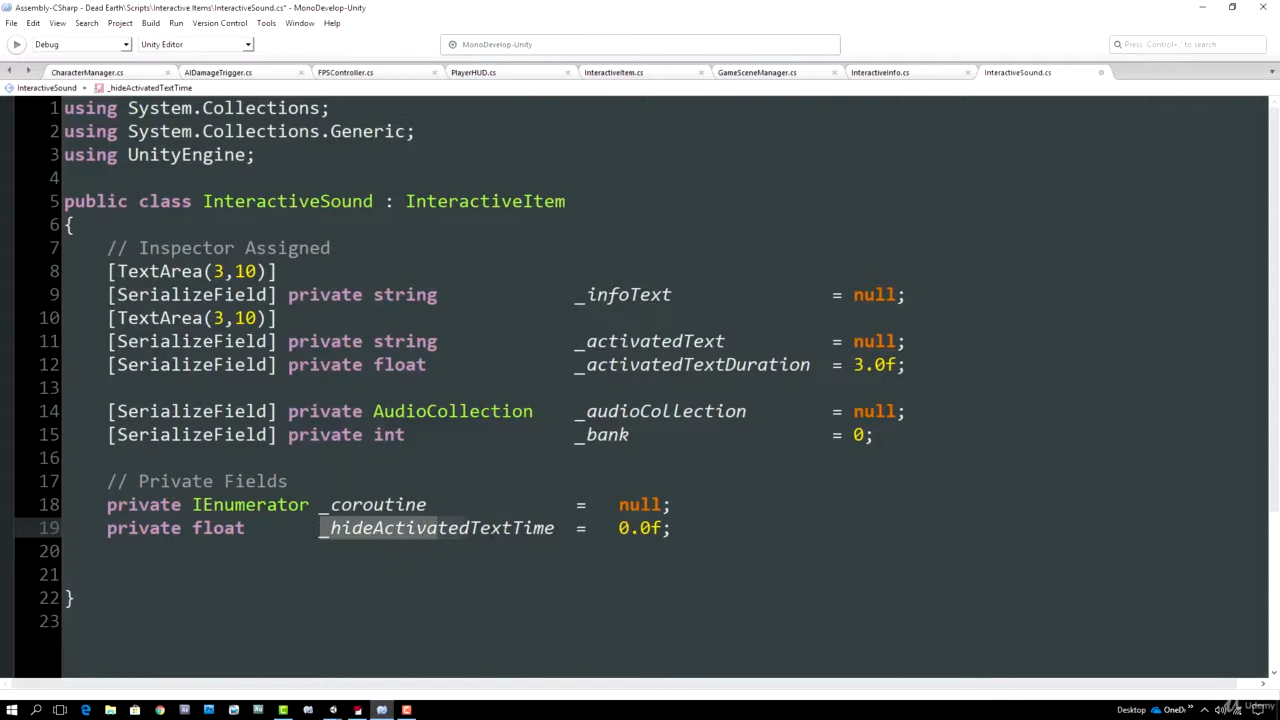 Assembly-CSharp - Dead Earth\Scripts\Interactive Items\InteractiveSound.cs* - MonoDevelop-Unity
File Edit View Search Project Build Run Version Control Tools Window Help
Debug Unity Editor MonoDevelop-Unity Press 'Control+,' to search
CharacterManager.cs AIDamageTrigger.cs FPSController.cs PlayerHUD.cs InteractiveItem.cs GameSceneManager.cs InteractiveInfo.cs InteractiveSound.cs
InteractiveSound _hideActivatedTextTime
1 using System.Collections;
2 using System.Collections.Generic;
3 using UnityEngine;
4
5 public class InteractiveSound : InteractiveItem
6 {
7 // Inspector Assigned
8 [TextArea(3,10)]
9 [SerializeField] private string _infoText = null;
10 [TextArea(3,10)]
11 [SerializeField] private string _activatedText = null;
12 [SerializeField] private float _activatedTextDuration = 3.0f;
13
14 [SerializeField] private AudioCollection _audioCollection = null;
15 [SerializeField] private int _bank = 0;
16
17 // Private Fields
18 private IEnumerator _coroutine = null;
19 private float _hideActivatedTextTime = 0.0f;
20
21
22 }
23
Desktop OneDi Udemy